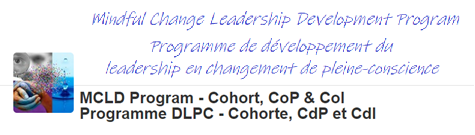 Mindful Change Leadership Development Program
Programme de développement du
leadership en changement de pleine-conscience
MCLD Program - Cohort, CoP & CoI
Programme DLPC - Cohorte, CdP et CdI